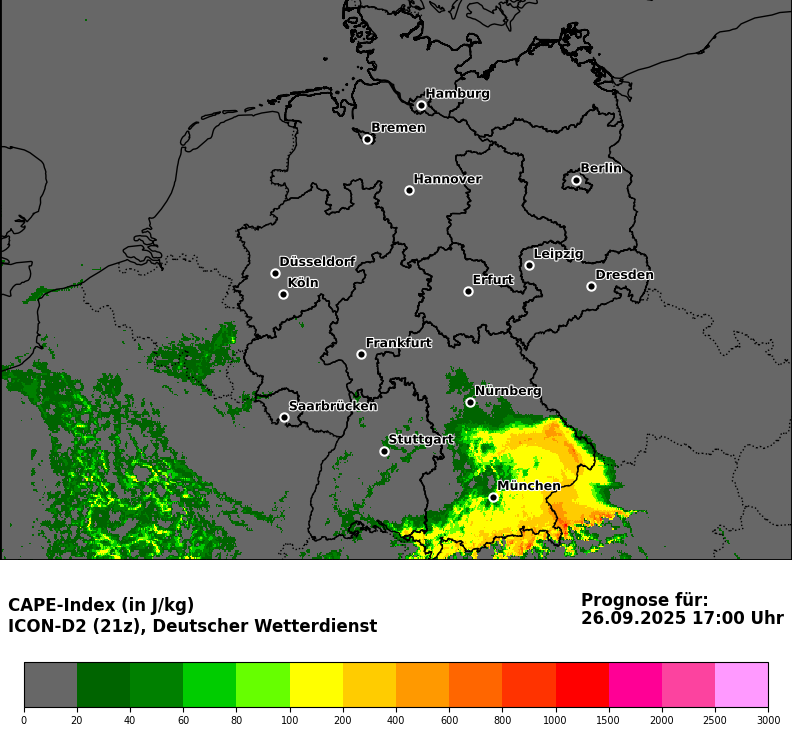 Hamburg
Bremen
Berlin
Hannover
Leipzig
Düsseldorf
Dresden
Köln
Erfurt
Frankfurt
Nürnberg
Saarbrücken
Stuttgart
München
CAPE-Index (in J/kg)
ICON-D2 (21z), Deutscher Wetterdienst
Prognose für:
26.09.2025 17:00 Uhr
0 20 40 60 80 100 200 400 600 800 1000 1500 2000 2500 3000